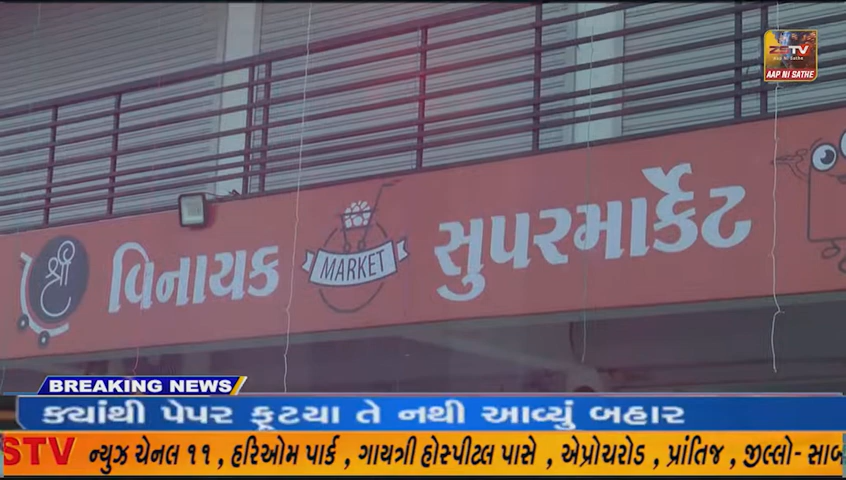 ZSTV
AAP NI SATHE
શ્રી વિનાયક MARKET સુપરમાર્કેટ
BREAKING NEWS
ક્યાંથી પેપર ફૂટયા તે નથી આવ્યું બહાર
STV ન્યુઝ ચેનલ ૧૧ , હરિઓમ પાર્ક , ગાયત્રી હોસ્પીટલ પાસે , એપ્રોચરોડ , પ્રાંતિજ , જીલ્લો- સાબ